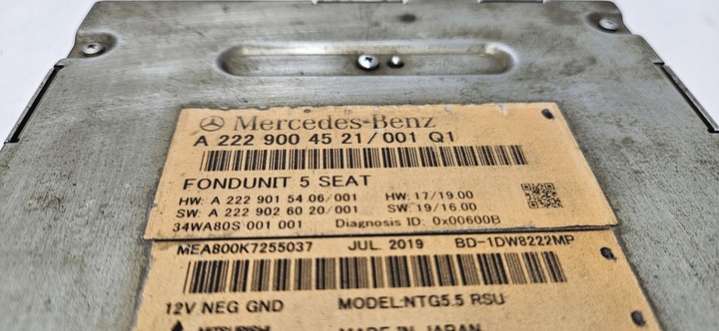 Mercedes-Benz
A 222 900 45 21/001 Q1
FONDUNIT 5 SEAT
HW: A 222 901 54 06/001 HW: 17/19.00
SW: A 222 902 60 20/001 SW: 19/16.00
34WA80S 001 001 Diagnosis ID: 0x00600B
MEA800K7255037 JUL 2019 BD-1DW8222MP
12V NEG GND MODEL:NTG5.5 RSU
MITSUBISHI MADE IN JAPAN